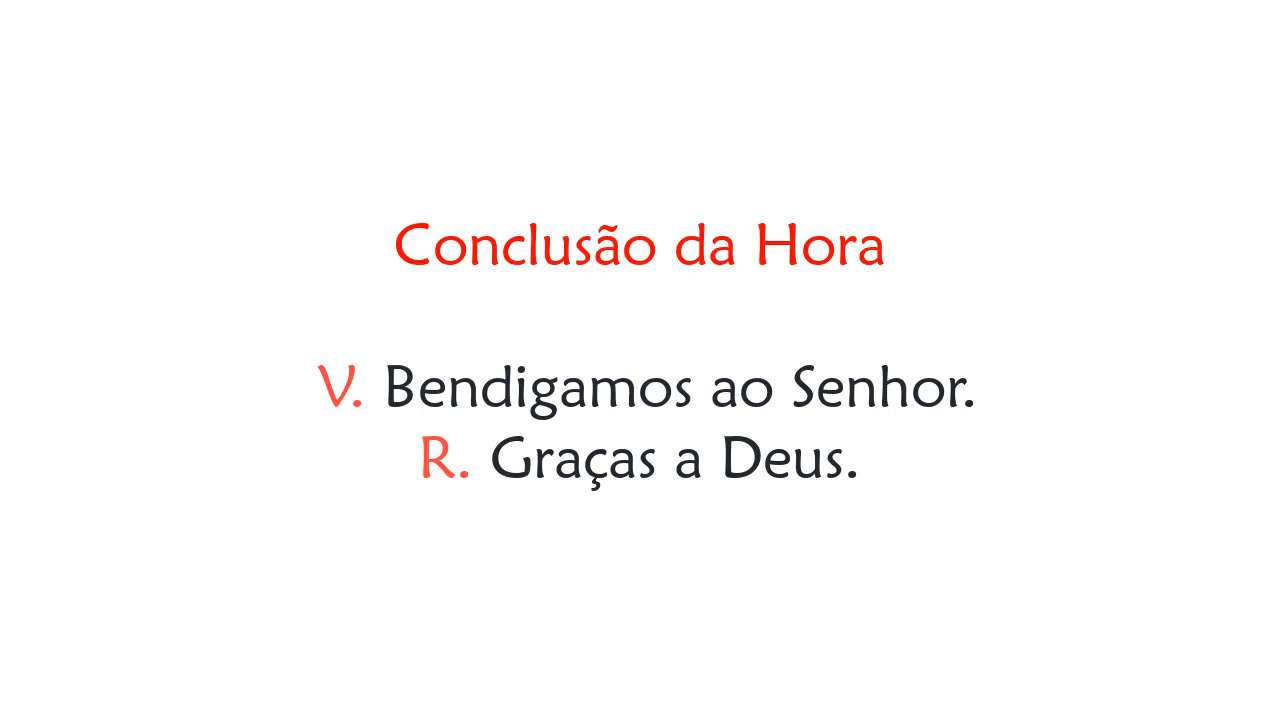 Conclusão da Hora
V. Bendigamos ao Senhor.
R. Graças a Deus.